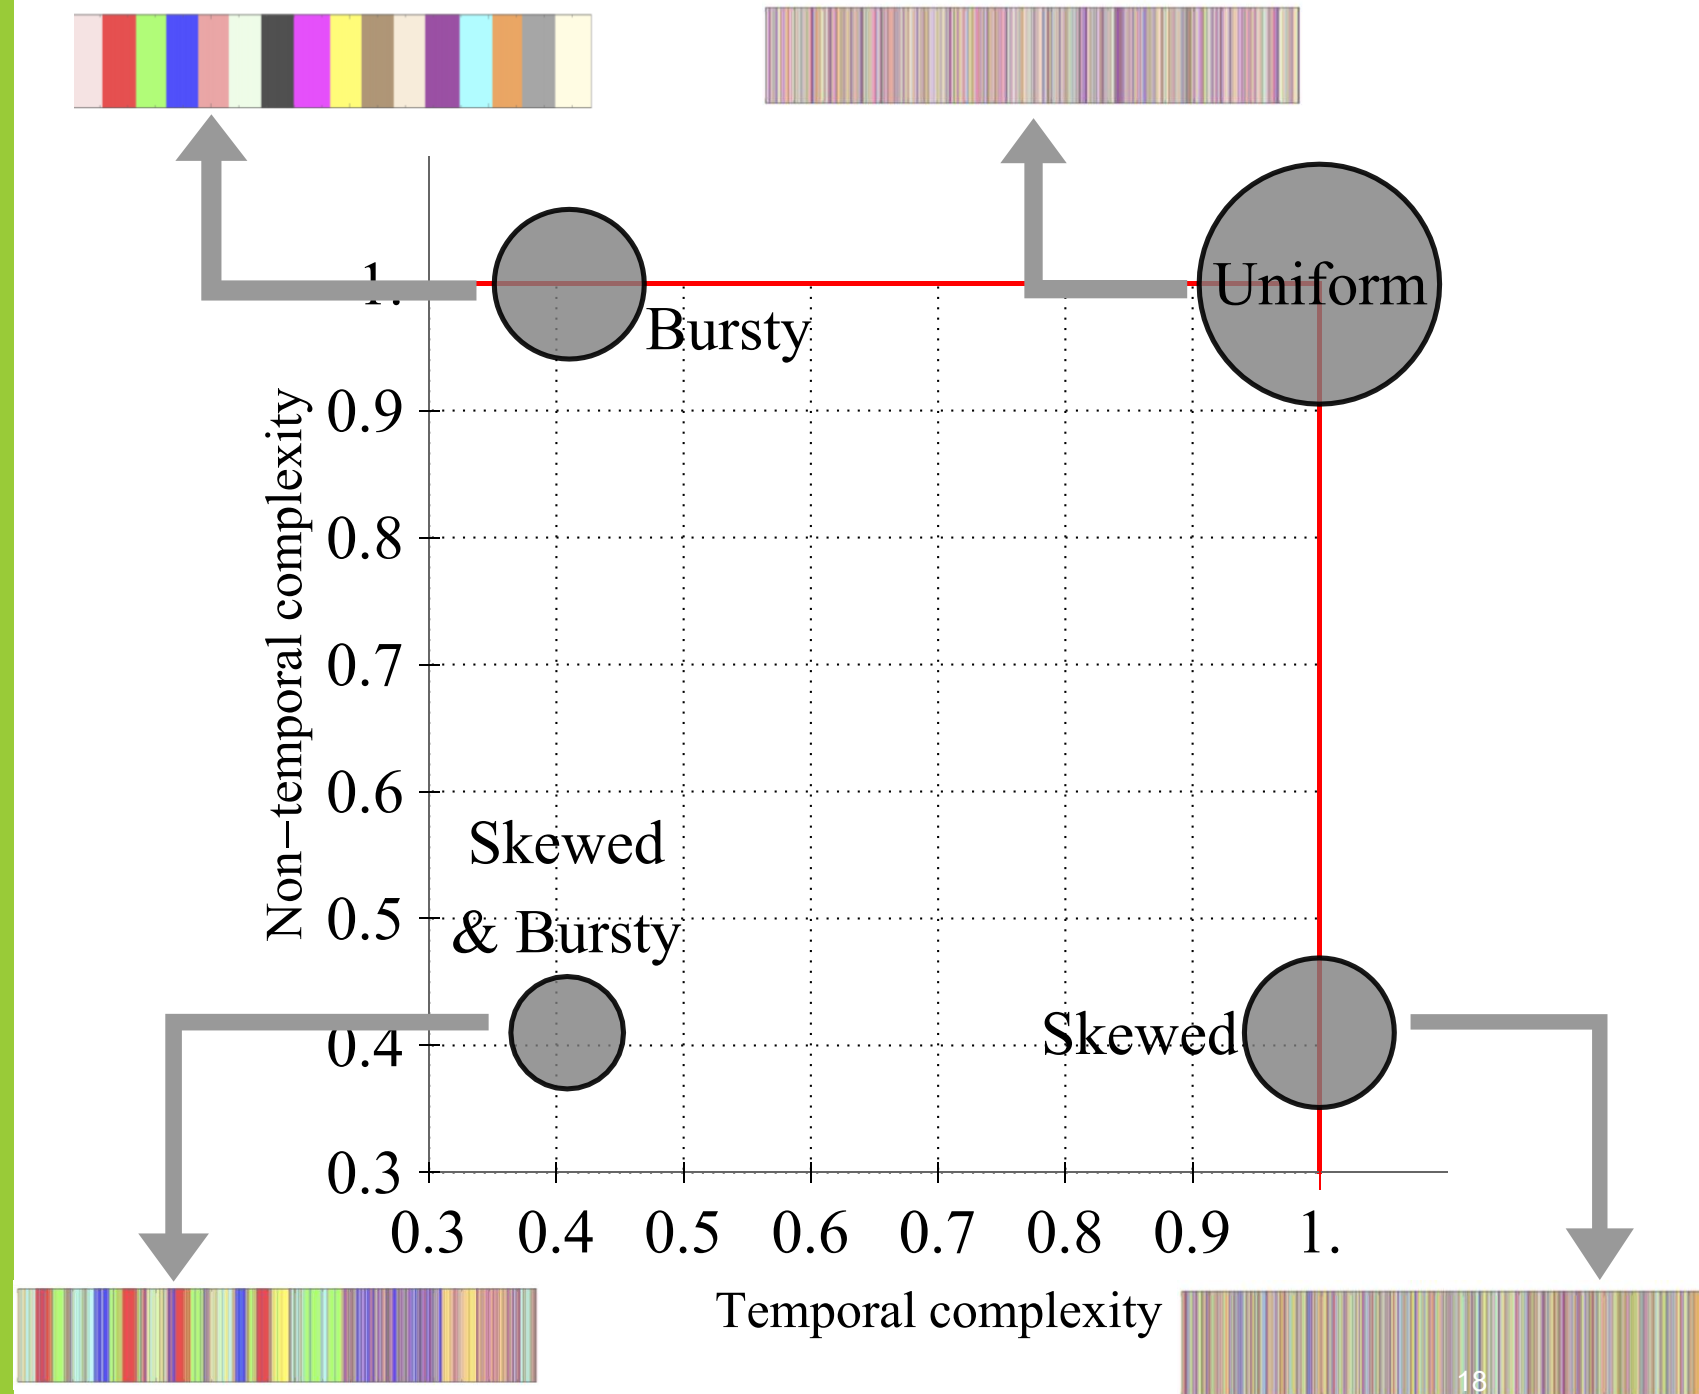 1.
Uniform
Bursty
0.9
0.8
0.7
0.6
Skewed
& Bursty
0.5
Skewed
0.4
0.3
Non−temporal complexity
0.3 0.4 0.5 0.6 0.7 0.8 0.9 1.
Temporal complexity
18